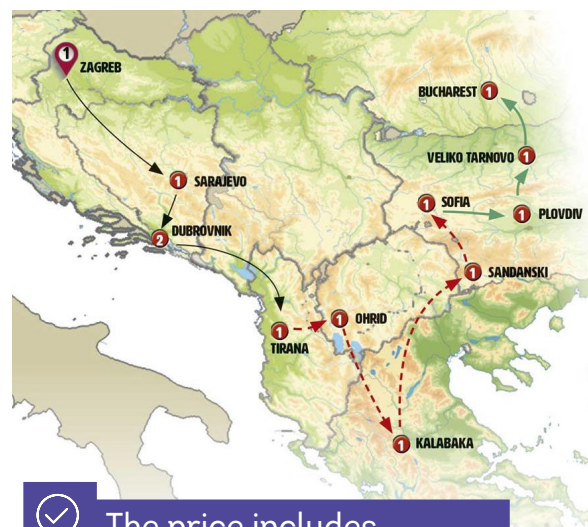 1 ZAGREB
BUCHAREST 1
VELIKO TARNOVO 1
1 SARAJEVO
SOFIA
1
1 PLOVDIV
DUBROVNIK
2
1 SANDANSKI
1 OHRID
1
TIRANA
1 KALABAKA
The price includes